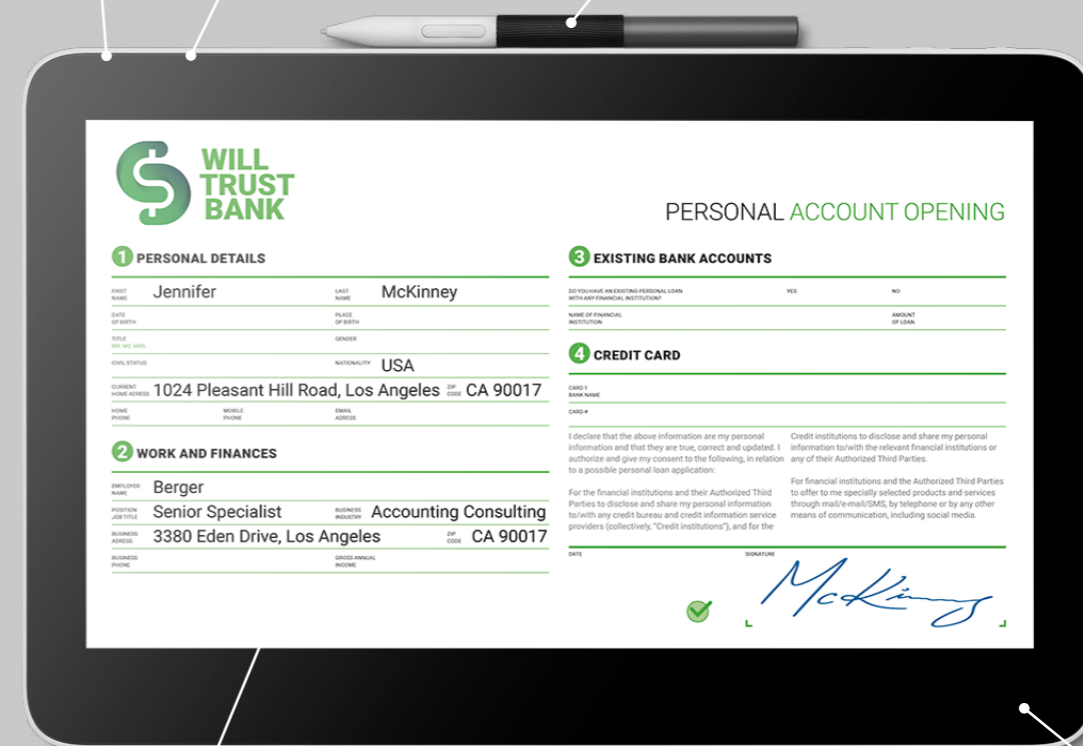 WILL
TRUST
BANK
PERSONAL ACCOUNT OPENING
1 PERSONAL DETAILS
FIRST NAME Jennifer LAST NAME McKinney
DATE OF BIRTH PLACE OF BIRTH
TITLE GENDER
MR, MS, MRS,
CIVIL STATUS NATIONALITY USA
CURRENT HOME ADRESS 1024 Pleasant Hill Road, Los Angeles ZIP CODE CA 90017
HOME PHONE MOBILE PHONE EMAIL ADRESS
2 WORK AND FINANCES
EMPLOYER NAME Berger
POSITION JOB TITLE Senior Specialist BUSINESS INDUSTRY Accounting Consulting
BUSINESS ADRESS 3380 Eden Drive, Los Angeles ZIP CODE CA 90017
BUSINESS PHONE GROSS ANNUAL INCOME
3 EXISTING BANK ACCOUNTS
DO YOU HAVE AN EXISTING PERSONAL LOAN YES NO
WITH ANY FINANCIAL INSTITUTION?
NAME OF FINANCIAL INSTITUTION AMOUNT OF LOAN
4 CREDIT CARD
CARD 1
BANK NAME
CARD #
I declare that the above information are my personal
information and that they are true, correct and updated. I
authorize and give my consent to the following, in relation
to a possible personal loan application:
For the financial institutions and their Authorized Third
Parties to disclose and share my personal information
to/with any credit bureau and credit information service
providers (collectively, "Credit institutions"), and for the
Credit institutions to disclose and share my personal
information to/with the relevant financial institutions or
any of their Authorized Third Parties.
For financial institutions and the Authorized Third Parties
to offer to me specially selected products and services
through mail/e-mail/SMS, by telephone or by any other
means of communication, including social media.
DATE SIGNATURE
McKinney